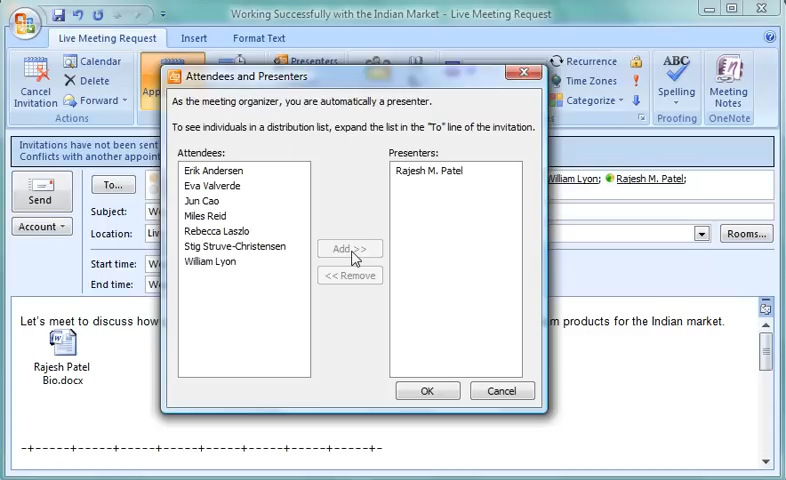 Working Successfully with the Indian Market - Live Meeting Request
Live Meeting Request Insert Format Text
Calendar
Delete
Forward
Cancel
Invitation
Actions
Presenters
Recurrence
Time Zones
Categorize
Spelling
Proofing
Meeting
Notes
OneNote
Attendees and Presenters
As the meeting organizer, you are automatically a presenter.
To see individuals in a distribution list, expand the list in the "To" line of the invitation.
Attendees:
Erik Andersen
Eva Valverde
Jun Cao
Miles Reid
Rebecca Laszlo
Stig Struve-Christensen
William Lyon
Add >>
<< Remove
Presenters:
Rajesh M. Patel
OK Cancel
Invitations have not been sent
Conflicts with another appoint
Send
Account
To...
William Lyon; Rajesh M. Patel;
Subject:
Location:
Rooms...
Start time:
End time:
Let's meet to discuss how
m products for the Indian market.
Rajesh Patel
Bio.docx
-+-----+-----+-----+-----+-----+-----+-----+-----+-